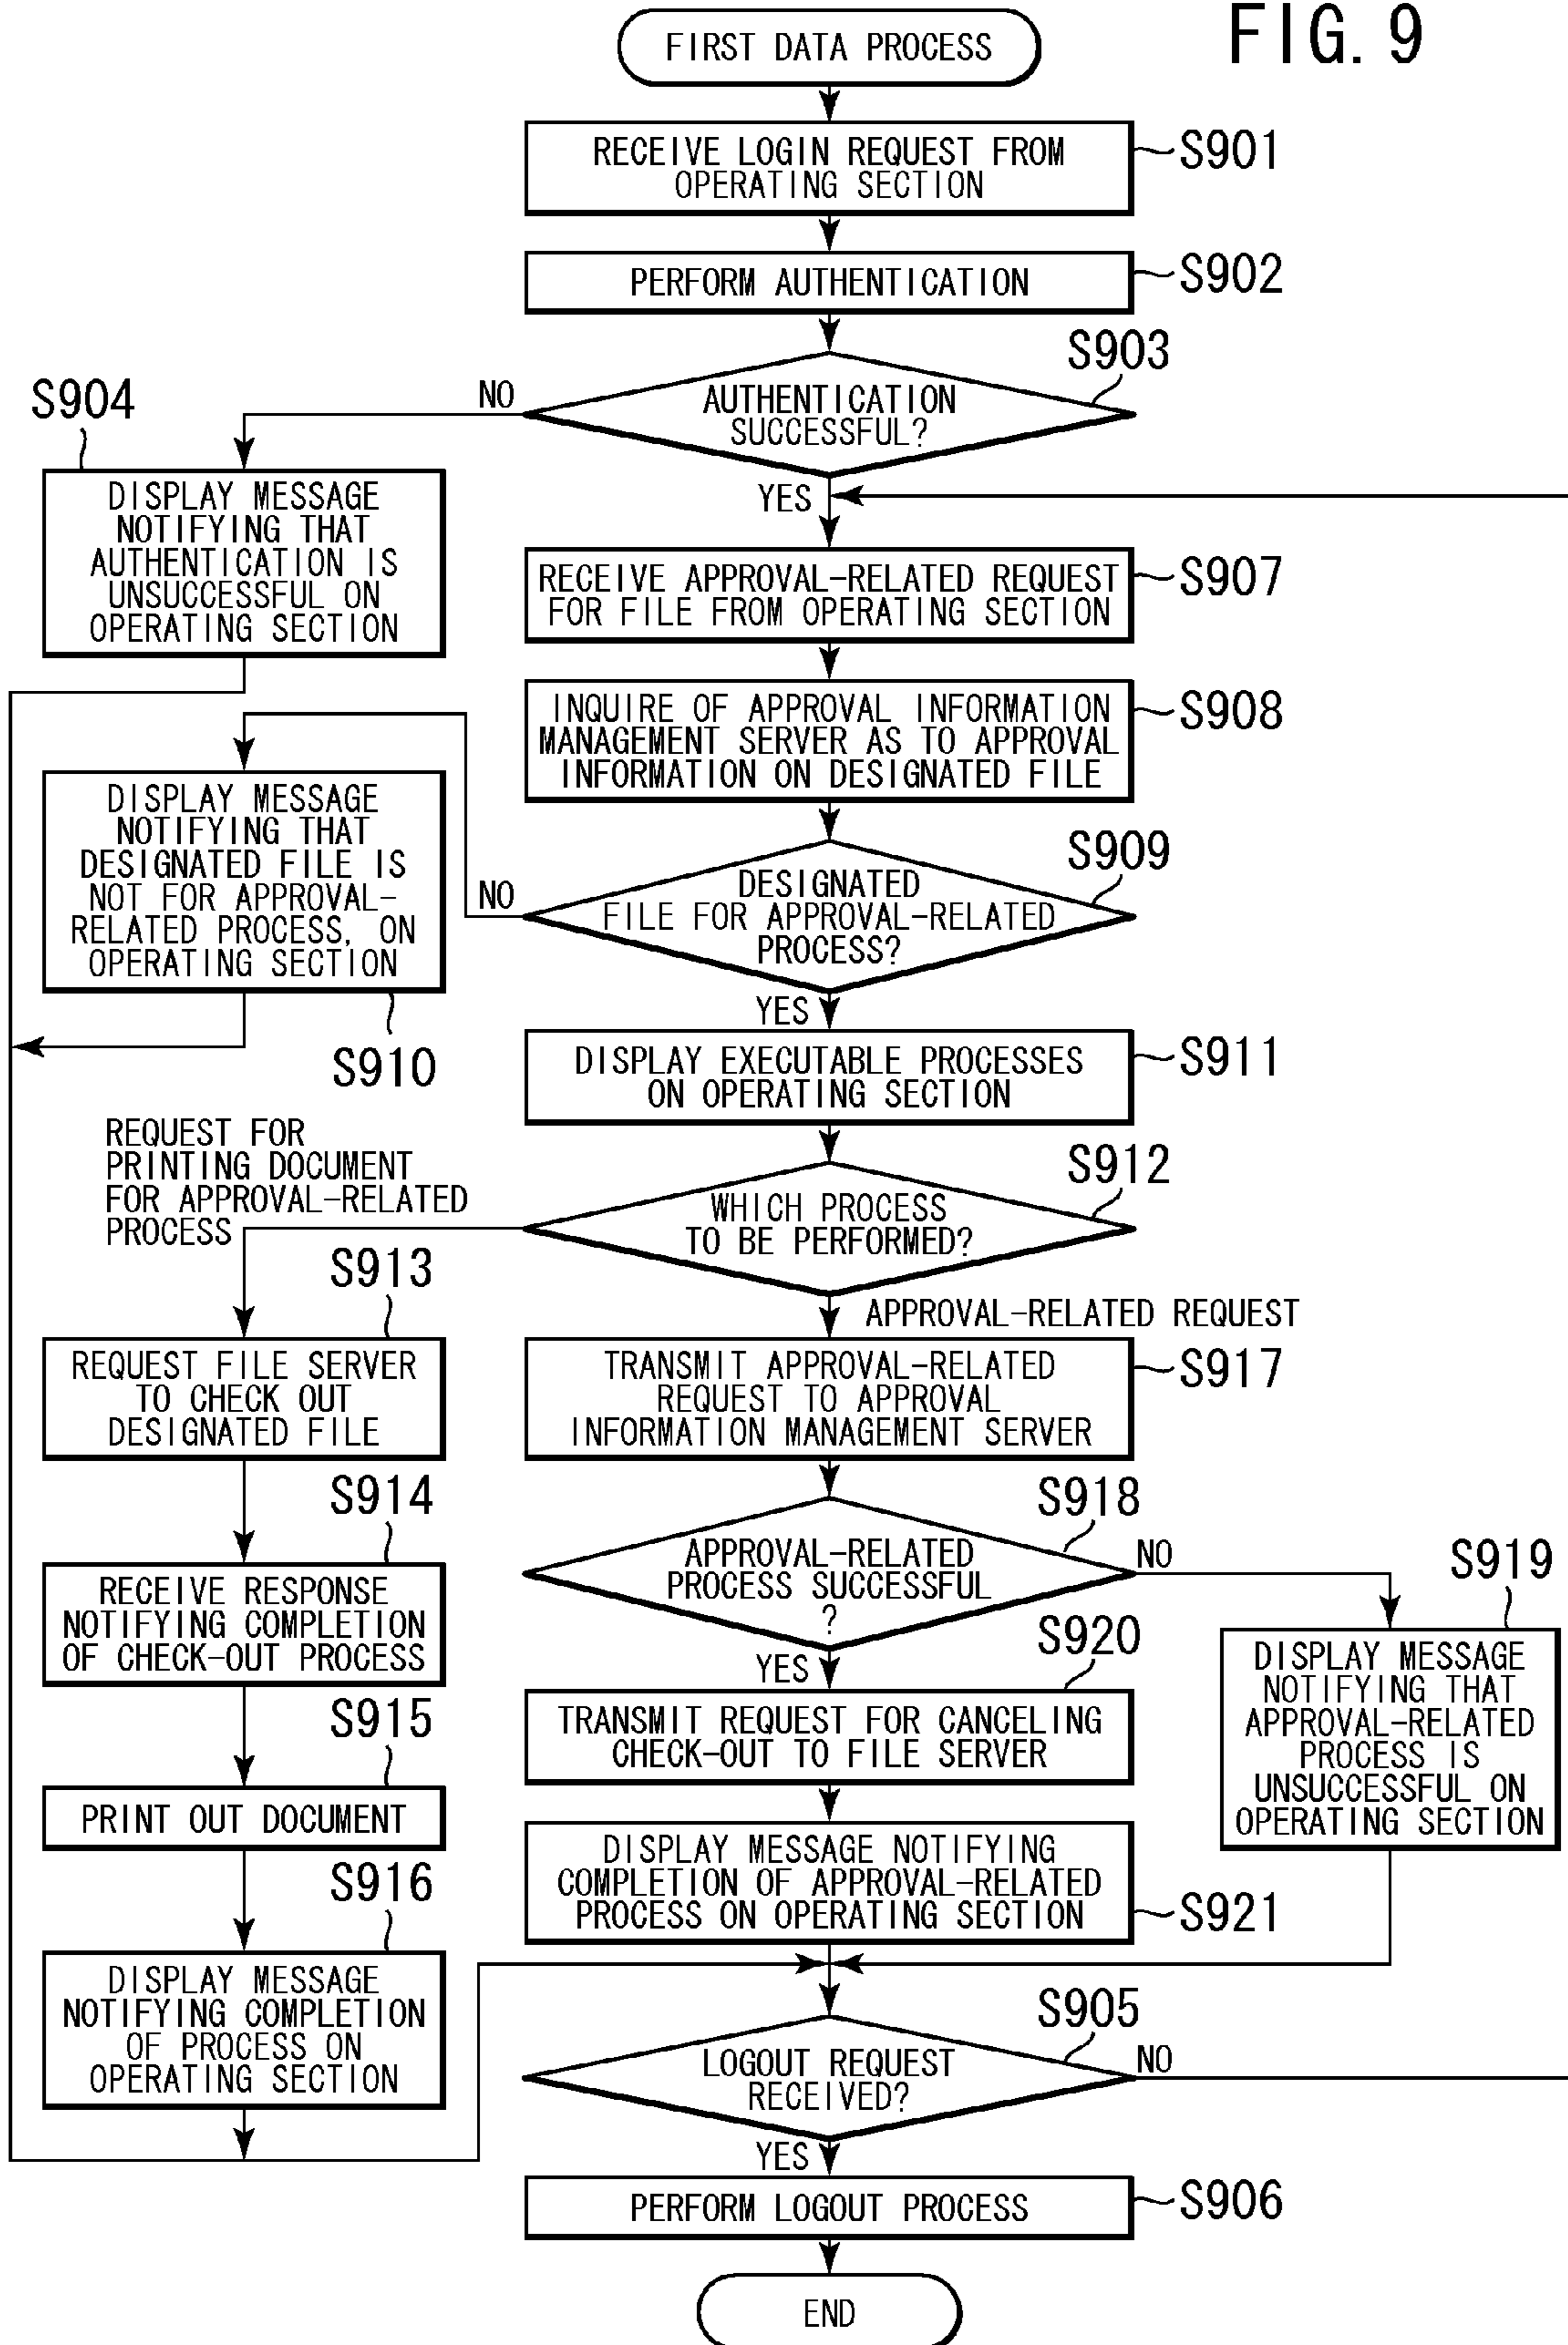 FIG. 9
FIRST DATA PROCESS
RECEIVE LOGIN REQUEST FROM
OPERATING SECTION
S901
PERFORM AUTHENTICATION
S902
S903
AUTHENTICATION
SUCCESSFUL?
NO
YES
S904
DISPLAY MESSAGE
NOTIFYING THAT
AUTHENTICATION IS
UNSUCCESSFUL ON
OPERATING SECTION
RECEIVE APPROVAL-RELATED REQUEST
FOR FILE FROM OPERATING SECTION
S907
INQUIRE OF APPROVAL INFORMATION
MANAGEMENT SERVER AS TO APPROVAL
INFORMATION ON DESIGNATED FILE
S908
S909
DESIGNATED
FILE FOR APPROVAL-RELATED
PROCESS?
NO
YES
DISPLAY MESSAGE
NOTIFYING THAT
DESIGNATED FILE IS
NOT FOR APPROVAL-
RELATED PROCESS, ON
OPERATING SECTION
S910
DISPLAY EXECUTABLE PROCESSES
ON OPERATING SECTION
S911
S912
WHICH PROCESS
TO BE PERFORMED?
REQUEST FOR
PRINTING DOCUMENT
FOR APPROVAL-RELATED
PROCESS
APPROVAL-RELATED REQUEST
S913
REQUEST FILE SERVER
TO CHECK OUT
DESIGNATED FILE
S914
RECEIVE RESPONSE
NOTIFYING COMPLETION
OF CHECK-OUT PROCESS
S915
PRINT OUT DOCUMENT
S916
DISPLAY MESSAGE
NOTIFYING COMPLETION
OF PROCESS ON
OPERATING SECTION
TRANSMIT APPROVAL-RELATED
REQUEST TO APPROVAL
INFORMATION MANAGEMENT SERVER
S917
S918
APPROVAL-RELATED
PROCESS SUCCESSFUL
?
NO
YES
S919
DISPLAY MESSAGE
NOTIFYING THAT
APPROVAL-RELATED
PROCESS IS
UNSUCCESSFUL ON
OPERATING SECTION
S920
TRANSMIT REQUEST FOR CANCELING
CHECK-OUT TO FILE SERVER
DISPLAY MESSAGE NOTIFYING
COMPLETION OF APPROVAL-RELATED
PROCESS ON OPERATING SECTION
S921
S905
LOGOUT REQUEST
RECEIVED?
NO
YES
PERFORM LOGOUT PROCESS
S906
END